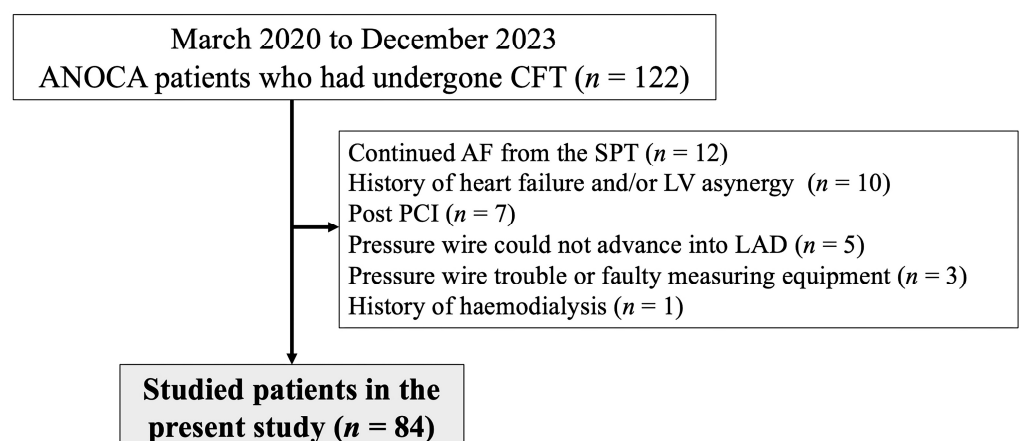 March 2020 to December 2023
ANOCA patients who had undergone CFT (n = 122)
Continued AF from the SPT (n = 12)
History of heart failure and/or LV asynergy (n = 10)
Post PCI (n = 7)
Pressure wire could not advance into LAD (n = 5)
Pressure wire trouble or faulty measuring equipment (n = 3)
History of haemodialysis (n = 1)
Studied patients in the
present study (n = 84)